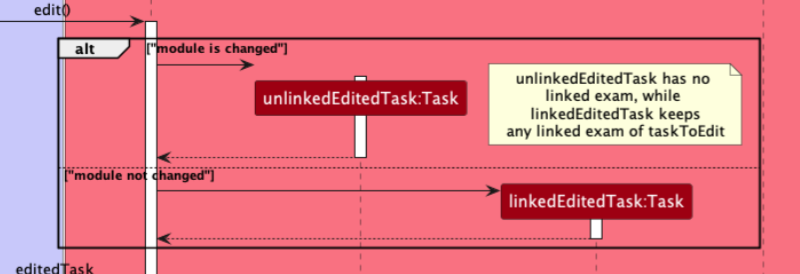 edit()
alt
["module is changed"]
unlinkedEditedTask:Task
unlinkedEditedTask has no
linked exam, while
linkedEditedTask keeps
any linked exam of taskToEdit
["module not changed"]
linkedEditedTask:Task
editedTask